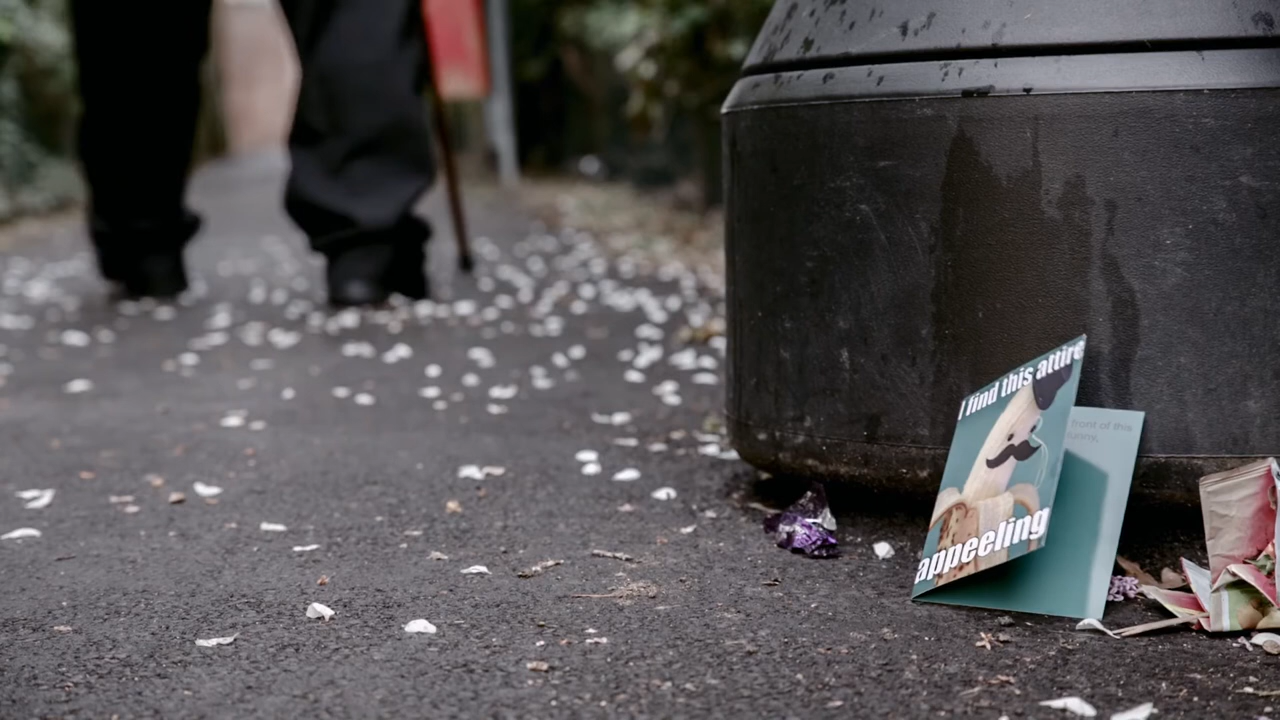 I find this attire
appeeling
front of this